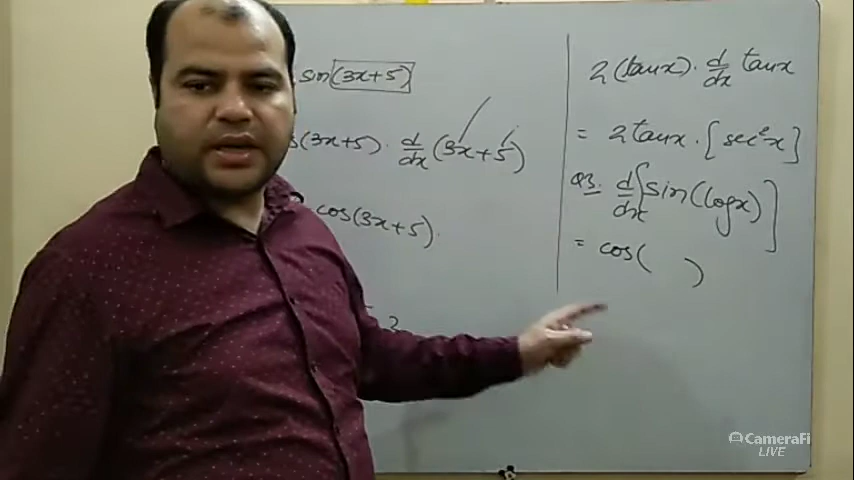 sin(3x+5)
(3x+5) · d/dx (3x+5)
cos(3x+5).
2
2(tanx) · d/dx tanx
= 2tanx · [sec²x]
Q3. d/dx [sin(logx)]
= cos( )
CameraFi
LIVE